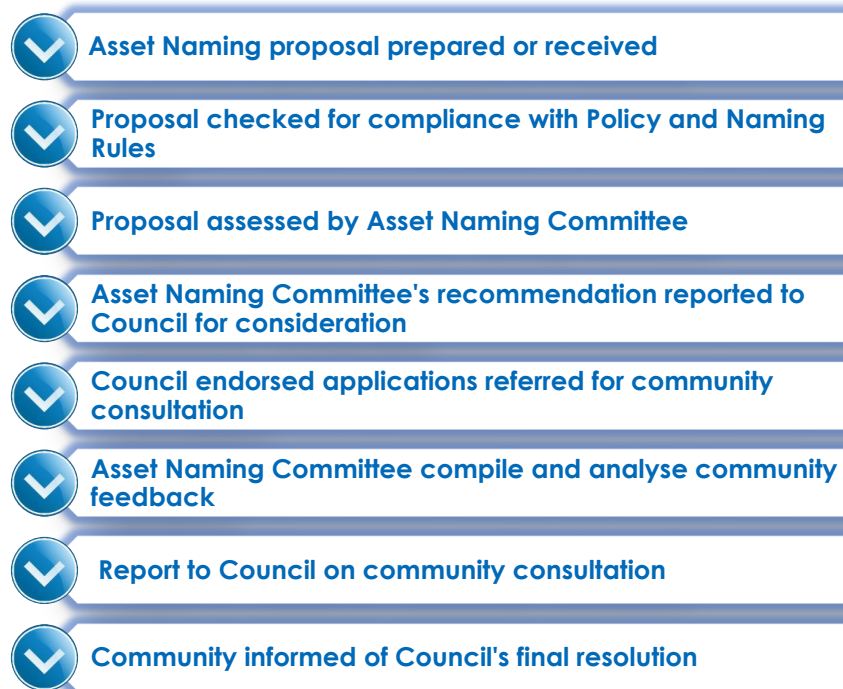 Asset Naming proposal prepared or received
Proposal checked for compliance with Policy and Naming
Rules
Proposal assessed by Asset Naming Committee
Asset Naming Committee's recommendation reported to
Council for consideration
Council endorsed applications referred for community
consultation
Asset Naming Committee compile and analyse community
feedback
Report to Council on community consultation
Community informed of Council's final resolution